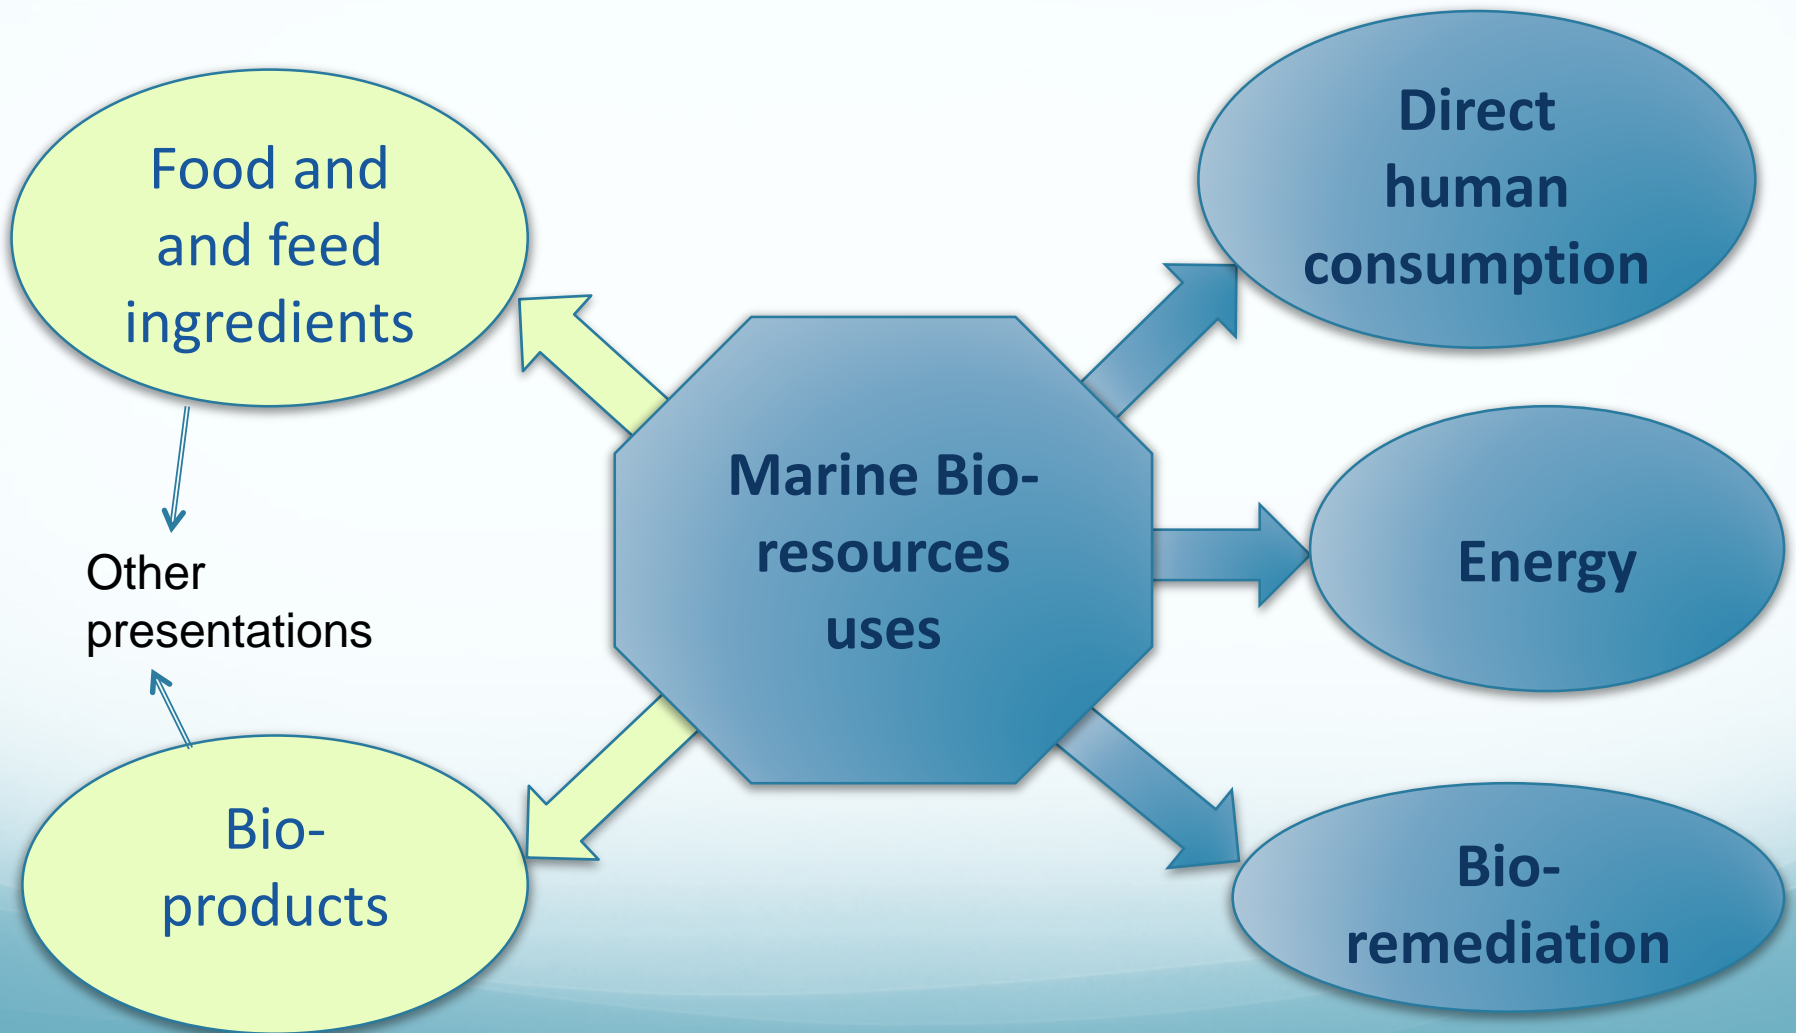 Food and
and feed
ingredients
Other
presentations
Bio-
products
Marine Bio-
resources
uses
Direct
human
consumption
Energy
Bio-
remediation